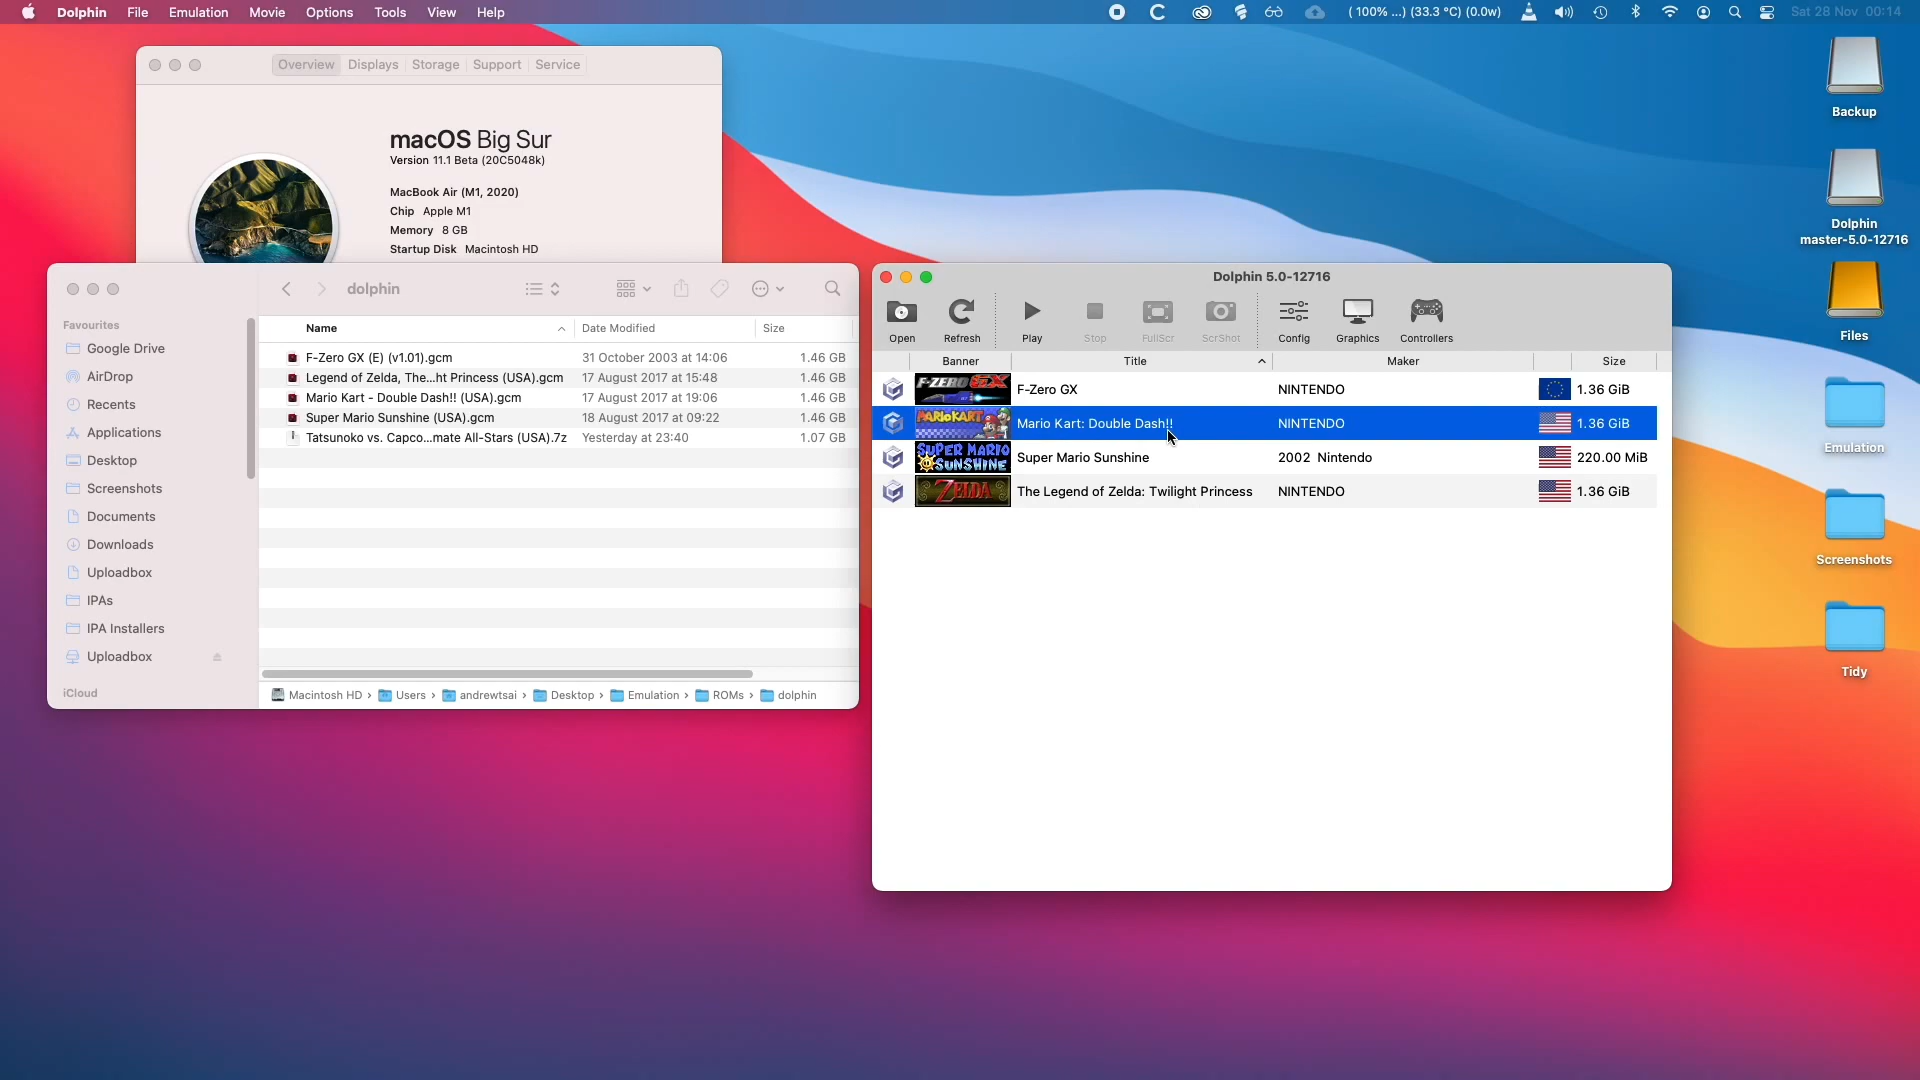 Dolphin File Emulation Movie Options Tools View Help
( 100% ...) (33.3 °C) (0.0w) Sat 28 Nov 00:14
Overview Displays Storage Support Service
macOS Big Sur
Version 11.1 Beta (20C5048k)
MacBook Air (M1, 2020)
Chip Apple M1
Memory 8 GB
Startup Disk Macintosh HD
dolphin
Favourites
Google Drive
AirDrop
Recents
Applications
Desktop
Screenshots
Documents
Downloads
Uploadbox
IPAs
IPA Installers
Uploadbox
iCloud
Name Date Modified Size
F-Zero GX (E) (v1.01).gcm 31 October 2003 at 14:06 1.46 GB
Legend of Zelda, The...ht Princess (USA).gcm 17 August 2017 at 15:48 1.46 GB
Mario Kart - Double Dash!! (USA).gcm 17 August 2017 at 19:06 1.46 GB
Super Mario Sunshine (USA).gcm 18 August 2017 at 09:22 1.46 GB
Tatsunoko vs. Capco...mate All-Stars (USA).7z Yesterday at 23:40 1.07 GB
Macintosh HD › Users › andrewtsai › Desktop › Emulation › ROMs › dolphin
Dolphin 5.0-12716
Open Refresh Play Stop FullScr ScrShot Config Graphics Controllers
Banner Title Maker Size
F-ZERO GX F-Zero GX NINTENDO 1.36 GiB
MARIOKART Mario Kart: Double Dash!! NINTENDO 1.36 GiB
SUPER MARIO SUNSHINE Super Mario Sunshine 2002 Nintendo 220.00 MiB
ZELDA The Legend of Zelda: Twilight Princess NINTENDO 1.36 GiB
Backup
Dolphin
master-5.0-12716
Files
Emulation
Screenshots
Tidy